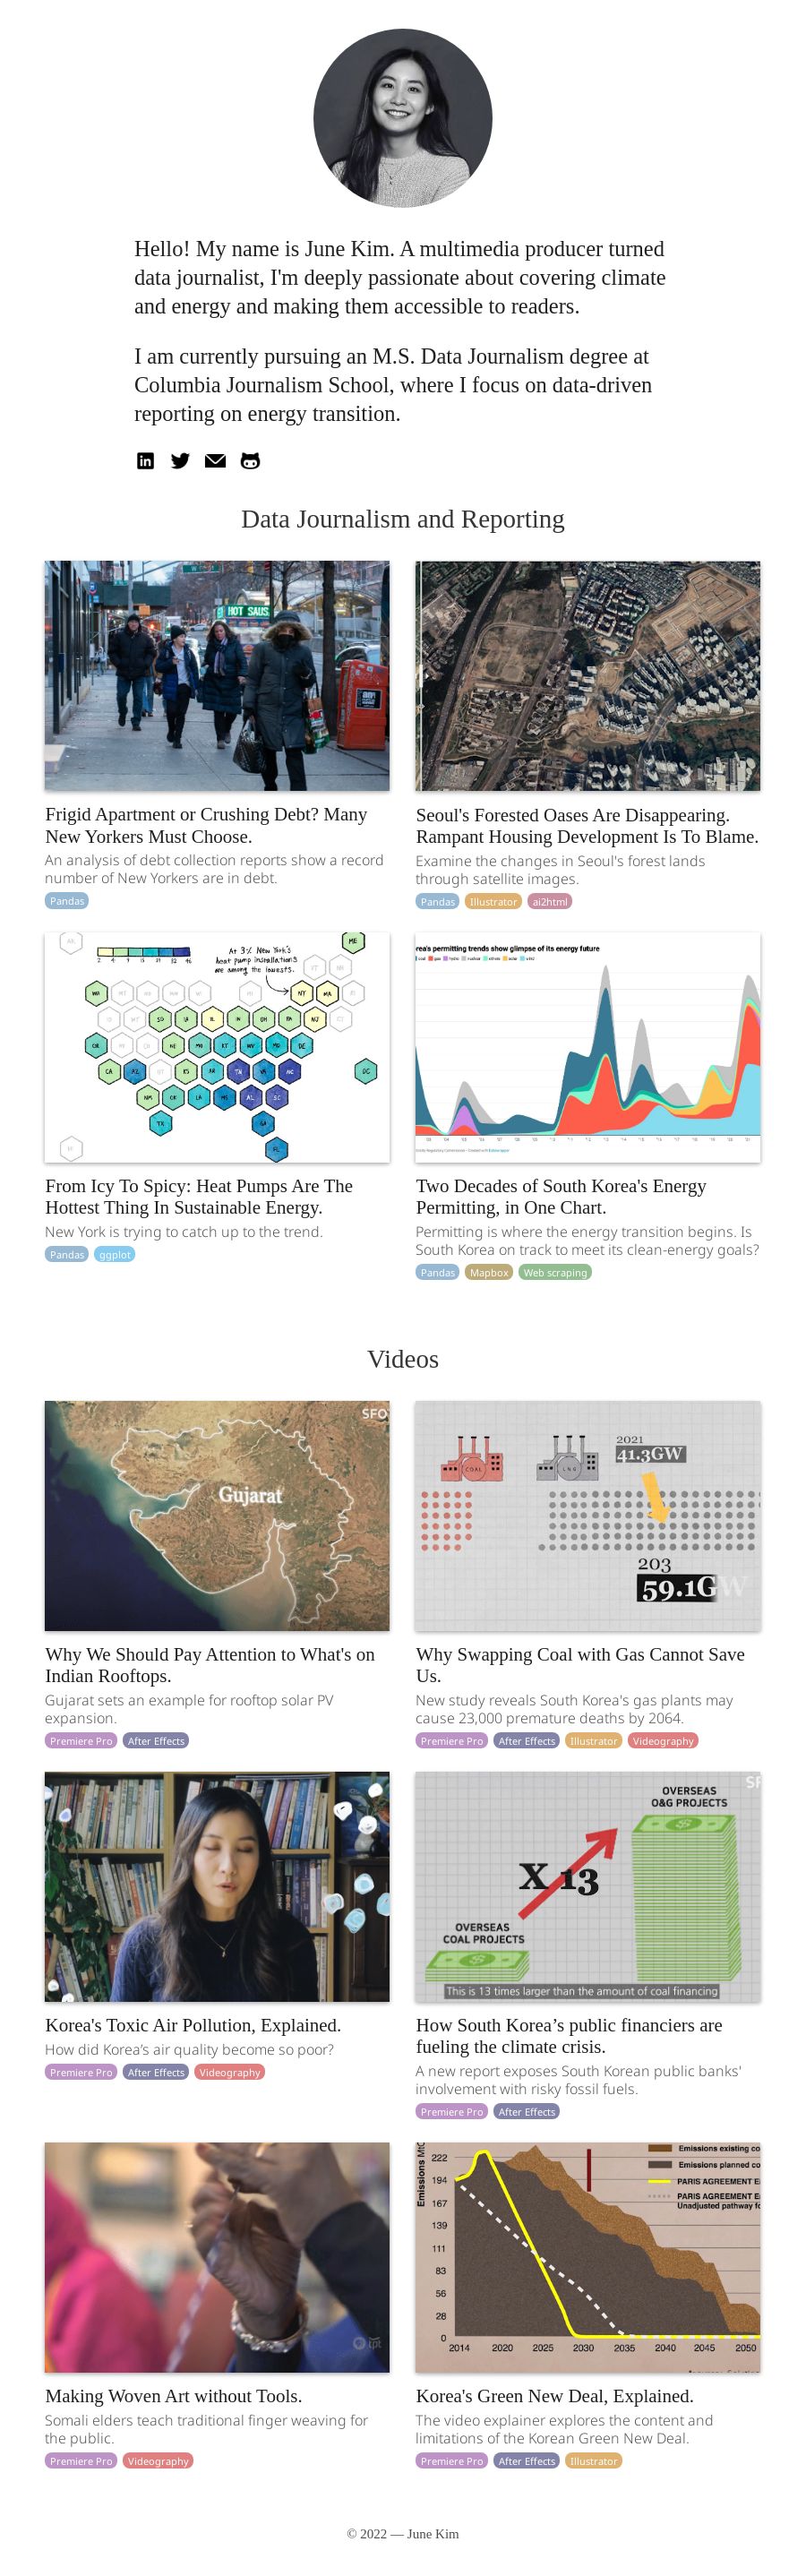 Hello! My name is June Kim. A multimedia producer turned
data journalist, I'm deeply passionate about covering climate
and energy and making them accessible to readers.
I am currently pursuing an M.S. Data Journalism degree at
Columbia Journalism School, where I focus on data-driven
reporting on energy transition.
in
Data Journalism and Reporting
HOT SAUS
Frigid Apartment or Crushing Debt? Many
New Yorkers Must Choose.
An analysis of debt collection reports show a record
number of New Yorkers are in debt.
Pandas
Seoul's Forested Oases Are Disappearing.
Rampant Housing Development Is To Blame.
Examine the changes in Seoul's forest lands
through satellite images.
Pandas Illustrator ai2html
At 3% New York's
heat pump installations
are among the lowests.
ME
NY
TX
GA
FL
DC
From Icy To Spicy: Heat Pumps Are The
Hottest Thing In Sustainable Energy.
New York is trying to catch up to the trend.
Pandas ggplot
rea's permitting trends show glimpse of its energy future
Two Decades of South Korea's Energy
Permitting, in One Chart.
Permitting is where the energy transition begins. Is
South Korea on track to meet its clean-energy goals?
Pandas Mapbox Web scraping
Videos
SFO
Gujarat
Why We Should Pay Attention to What's on
Indian Rooftops.
Gujarat sets an example for rooftop solar PV
expansion.
Premiere Pro After Effects
COAL
LNG
2021
41.3GW
203
59.1GW
Why Swapping Coal with Gas Cannot Save
Us.
New study reveals South Korea's gas plants may
cause 23,000 premature deaths by 2064.
Premiere Pro After Effects Illustrator Videography
Korea's Toxic Air Pollution, Explained.
How did Korea's air quality become so poor?
Premiere Pro After Effects Videography
OVERSEAS
O&G PROJECTS
X 13
OVERSEAS
COAL PROJECTS
This is 13 times larger than the amount of coal financing
How South Korea’s public financiers are
fueling the climate crisis.
A new report exposes South Korean public banks'
involvement with risky fossil fuels.
Premiere Pro After Effects
Making Woven Art without Tools.
Somali elders teach traditional finger weaving for
the public.
Premiere Pro Videography
Emissions MtC
222
194
167
139
111
83
56
28
0
2014 2020 2025 2030 2035 2040 2045 2050
Emissions existing co
Emissions planned co
PARIS AGREEMENT E
PARIS AGREEMENT E
Unadjusted pathway fo
Korea's Green New Deal, Explained.
The video explainer explores the content and
limitations of the Korean Green New Deal.
Premiere Pro After Effects Illustrator
© 2022 — June Kim